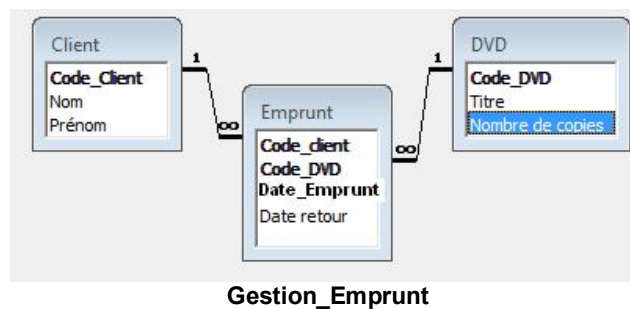 Client
Code_Client
Nom
Prénom
1
∞
Emprunt
Code_client
Code_DVD
Date_Emprunt
Date retour
1
∞
DVD
Code_DVD
Titre
Nombre de copies
Gestion_Emprunt